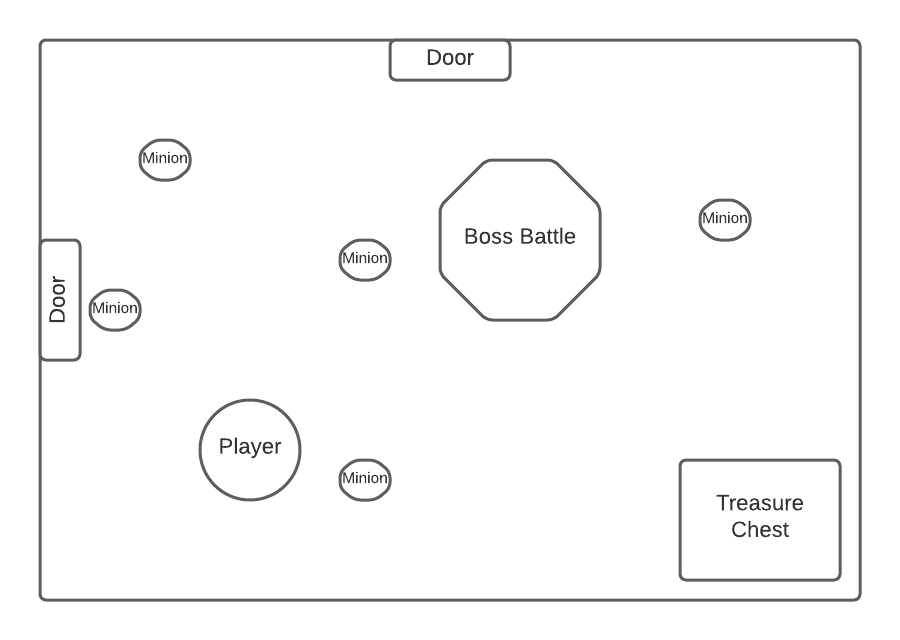 Door
Minion
Minion
Boss Battle
Minion
Door
Minion
Player
Minion
Treasure
Chest